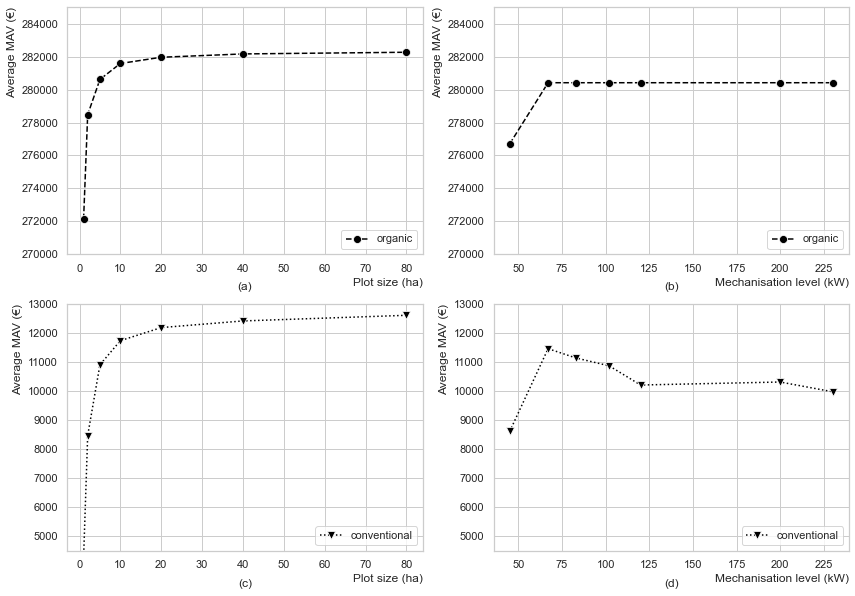 Average MAV (€)
284000
282000
280000
278000
276000
274000
272000
270000
organic
0 10 20 30 40 50 60 70 80
(a)
Plot size (ha)
Average MAV (€)
284000
282000
280000
278000
276000
274000
272000
270000
organic
50 75 100 125 150 175 200 225
(b)
Mechanisation level (kW)
Average MAV (€)
13000
12000
11000
10000
9000
8000
7000
6000
5000
conventional
0 10 20 30 40 50 60 70 80
(c)
Plot size (ha)
Average MAV (€)
13000
12000
11000
10000
9000
8000
7000
6000
5000
conventional
50 75 100 125 150 175 200 225
(d)
Mechanisation level (kW)